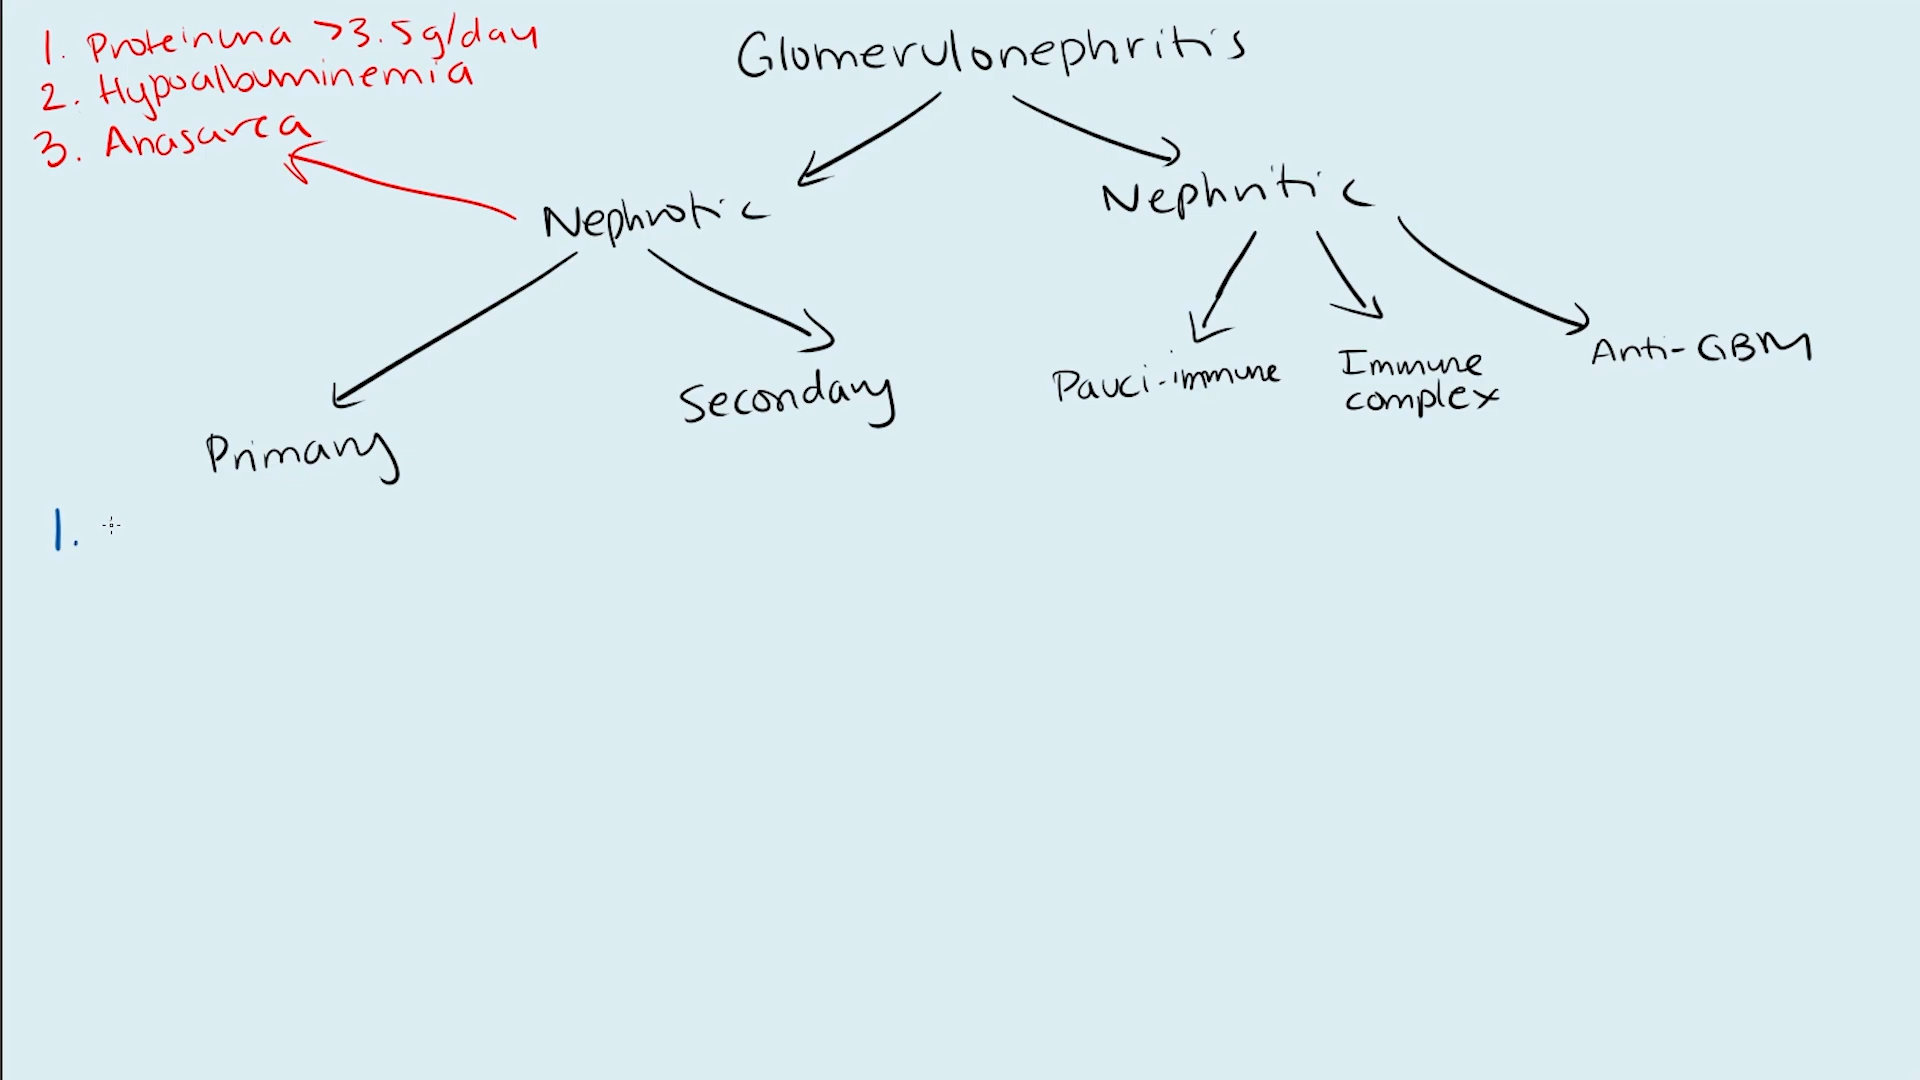 1. Proteinuria >3.5g/day
2. Hypoalbuminemia
3. Anasarca
Glomerulonephritis
Nephrotic
Nephritic
Primary
Secondary
Pauci-immune
Immune
complex
Anti-GBM
1.